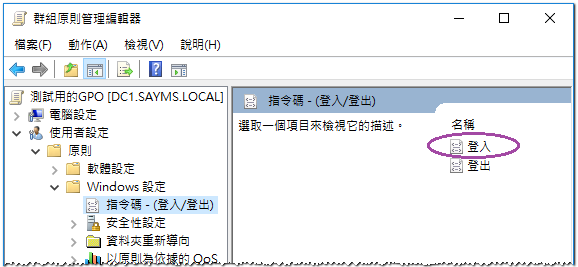 群組原則管理編輯器
檔案(F) 動作(A) 檢視(V) 說明(H)
測試用的GPO [DC1.SAYMS.LOCAL]
電腦設定
使用者設定
原則
軟體設定
Windows 設定
指令碼 - (登入/登出)
安全性設定
資料夾重新導向
以原則為依據的 QoS
指令碼 - (登入/登出)
選取一個項目來檢視它的描述。
名稱
登入
登出